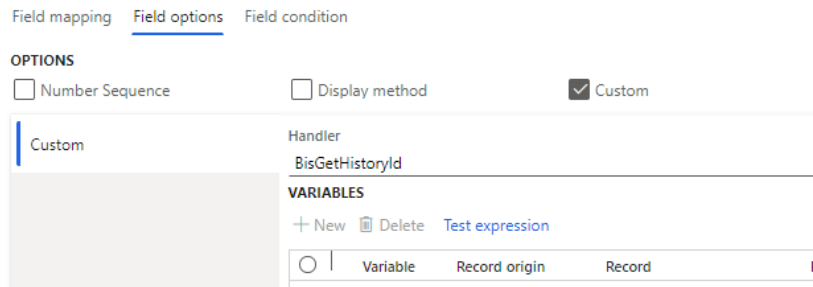 Field mapping Field options Field condition
OPTIONS
Number Sequence Display method Custom
Custom
Handler
BisGetHistoryId
VARIABLES
New Delete Test expression
Variable Record origin Record